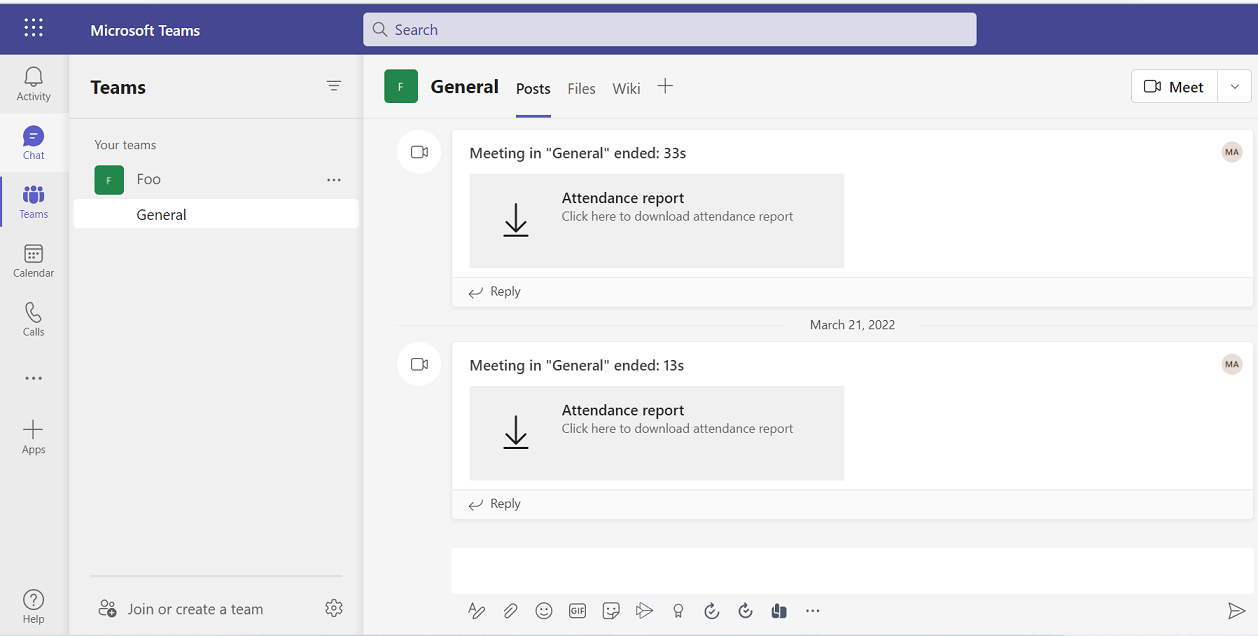 Microsoft Teams
Search
Activity
Chat
Teams
Calendar
Calls
Apps
Help
Teams
Your teams
F
Foo
General
Join or create a team
F
General
Posts
Files
Wiki
Meet
Meeting in "General" ended: 33s
MA
Attendance report
Click here to download attendance report
Reply
March 21, 2022
Meeting in "General" ended: 13s
MA
Attendance report
Click here to download attendance report
Reply
GIF